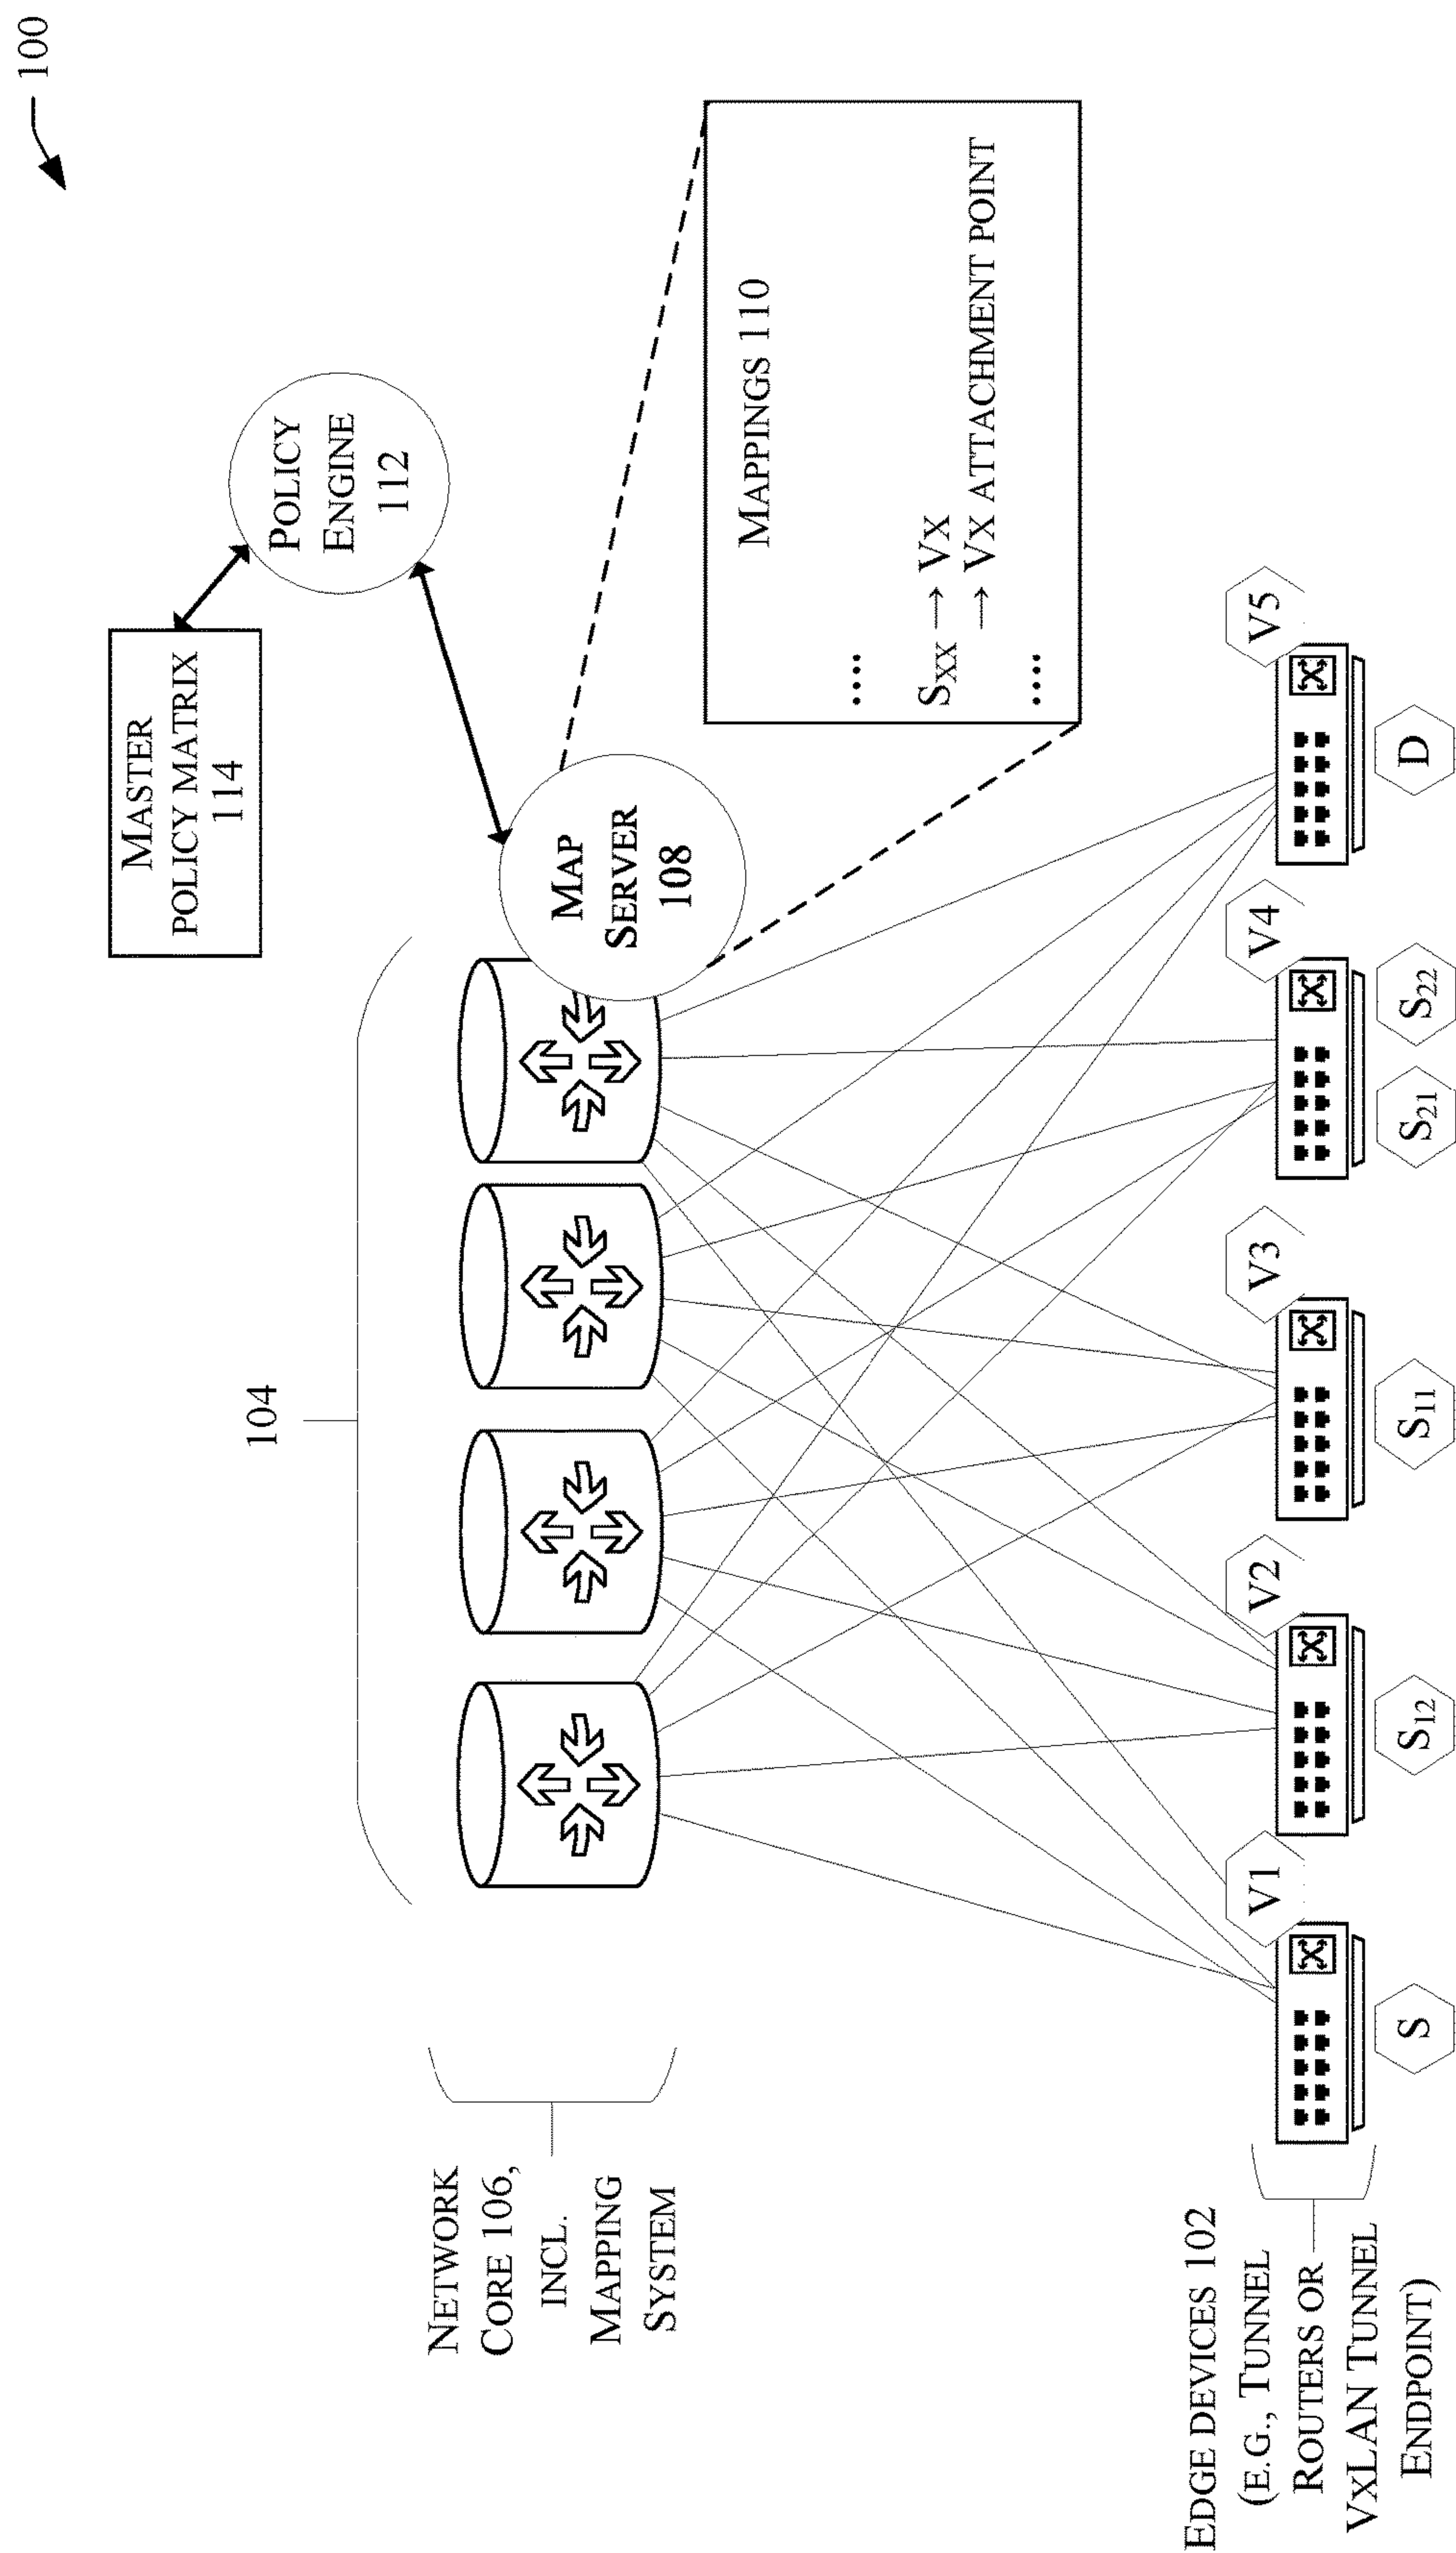 100
MASTER
POLICY MATRIX
114
POLICY
ENGINE
112
104
NETWORK
CORE 106,
INCL.
MAPPING
SYSTEM
MAP
SERVER
108
MAPPINGS 110
....
SXX → VX
→ VX ATTACHMENT POINT
....
EDGE DEVICES 102
(E.G., TUNNEL
ROUTERS OR
VXLAN TUNNEL
ENDPOINT)
V1
V2
V3
V4
V5
S
S12
S11
S21
S22
D